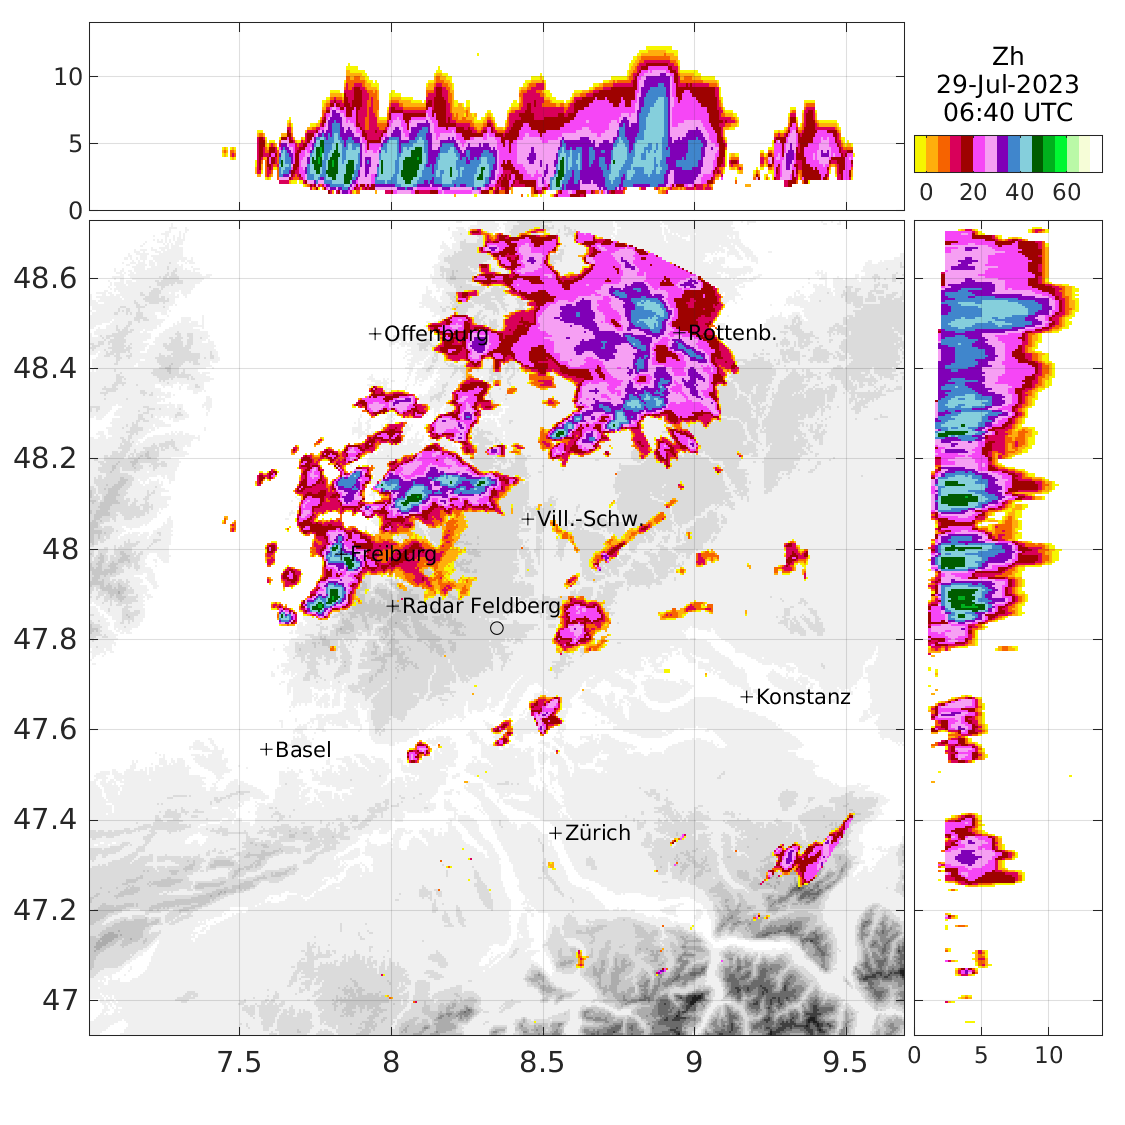 10
5
0
Zh
29-Jul-2023
06:40 UTC
0 20 40 60
48.6
48.4
48.2
48
47.8
47.6
47.4
47.2
47
+Offenburg
+Rottenb.
+Vill.-Schw.
+Freiburg
+Radar Feldberg
+Konstanz
+Basel
+Zürich
7.5 8 8.5 9 9.5
0 5 10